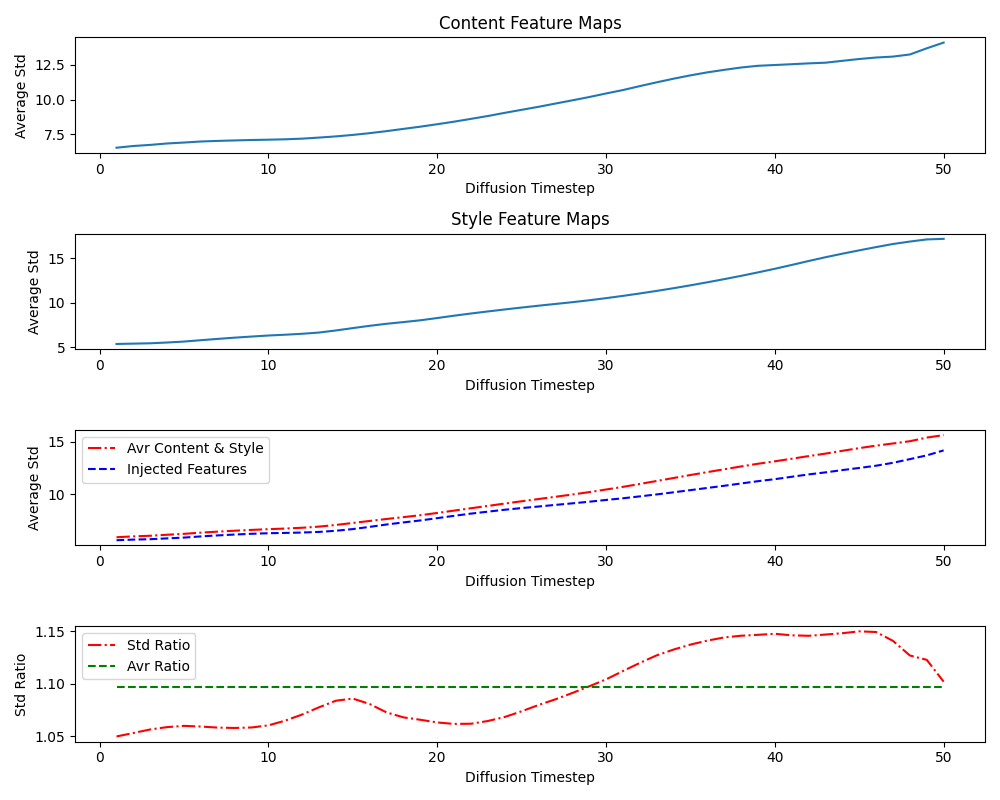 Content Feature Maps
12.5
10.0
7.5
Average Std
0 10 20 30 40 50
Diffusion Timestep
Style Feature Maps
15
10
5
Average Std
0 10 20 30 40 50
Diffusion Timestep
15
10
Average Std
Avr Content & Style
Injected Features
0 10 20 30 40 50
Diffusion Timestep
1.15
1.10
1.05
Std Ratio
Std Ratio
Avr Ratio
0 10 20 30 40 50
Diffusion Timestep